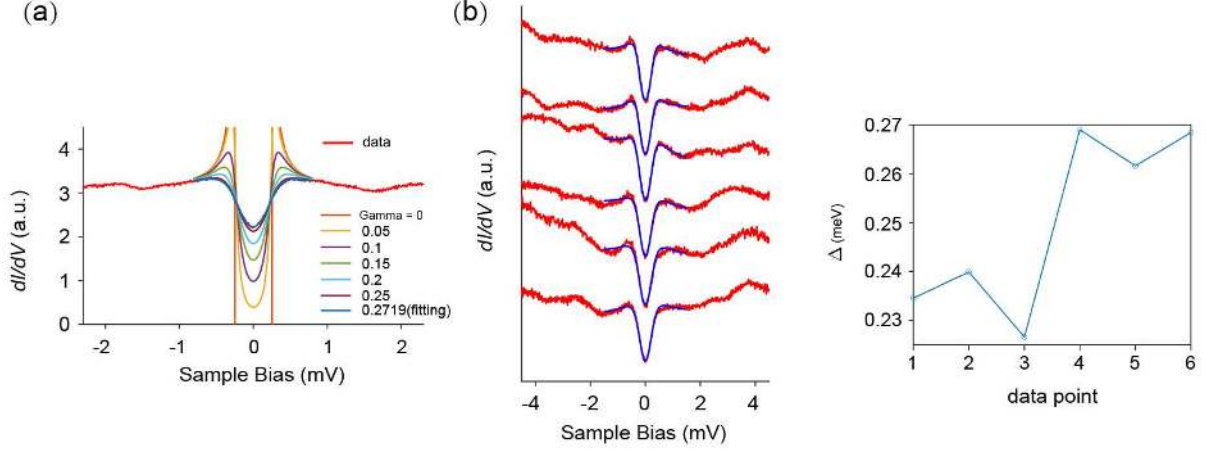 (a)
dI/dV (a.u.)
4
3
2
1
0
data
Gamma = 0
0.05
0.1
0.15
0.2
0.25
0.2719(fitting)
-2
-1
0
1
2
Sample Bias (mV)
(b)
dI/dV (a.u.)
-4
-2
0
2
4
Sample Bias (mV)
Δ (meV)
0.27
0.26
0.25
0.24
0.23
1
2
3
4
5
6
data point